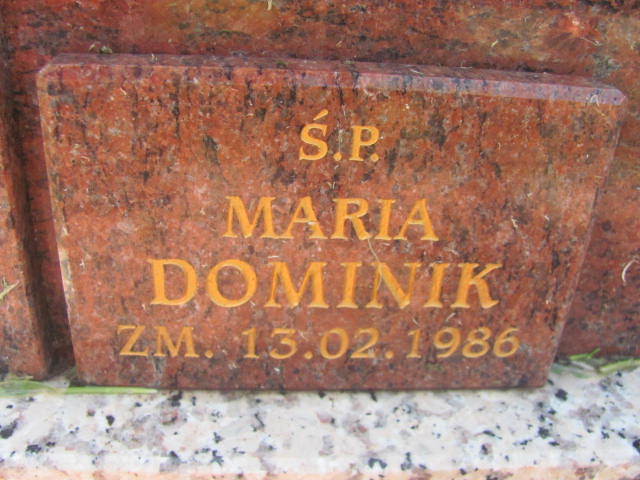 Ś.P.
MARIA
DOMINIK
ZM. 13.02.1986